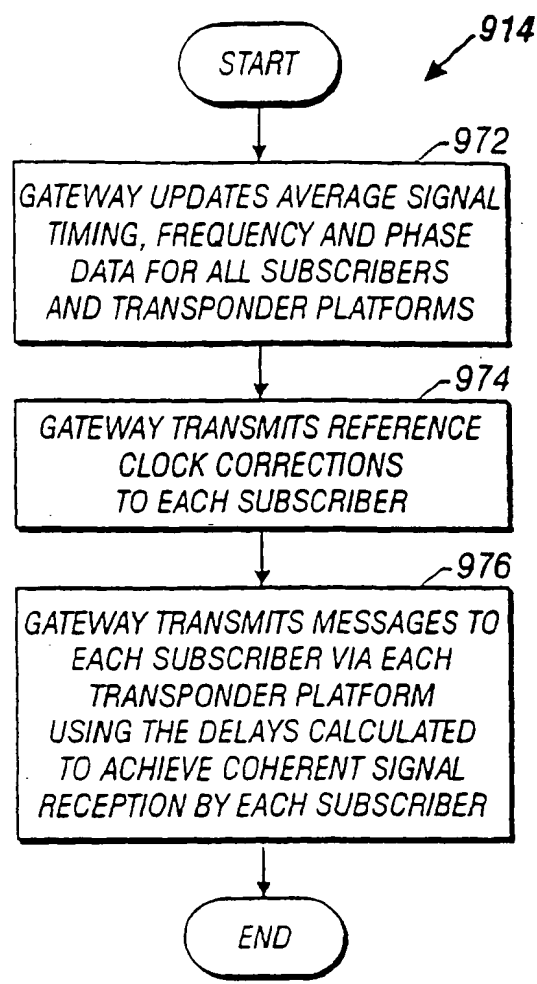 914
START
972
GATEWAY UPDATES AVERAGE SIGNAL
TIMING, FREQUENCY AND PHASE
DATA FOR ALL SUBSCRIBERS
AND TRANSPONDER PLATFORMS
974
GATEWAY TRANSMITS REFERENCE
CLOCK CORRECTIONS
TO EACH SUBSCRIBER
976
GATEWAY TRANSMITS MESSAGES TO
EACH SUBSCRIBER VIA EACH
TRANSPONDER PLATFORM
USING THE DELAYS CALCULATED
TO ACHIEVE COHERENT SIGNAL
RECEPTION BY EACH SUBSCRIBER
END